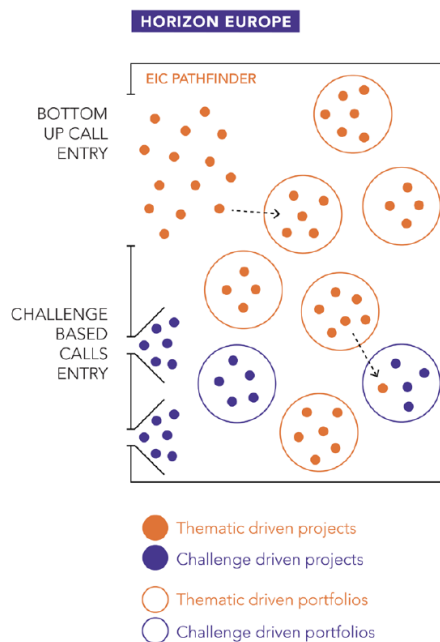 HORIZON EUROPE
EIC PATHFINDER
BOTTOM
UP CALL
ENTRY
CHALLENGE
BASED
CALLS
ENTRY
Thematic driven projects
Challenge driven projects
Thematic driven portfolios
Challenge driven portfolios